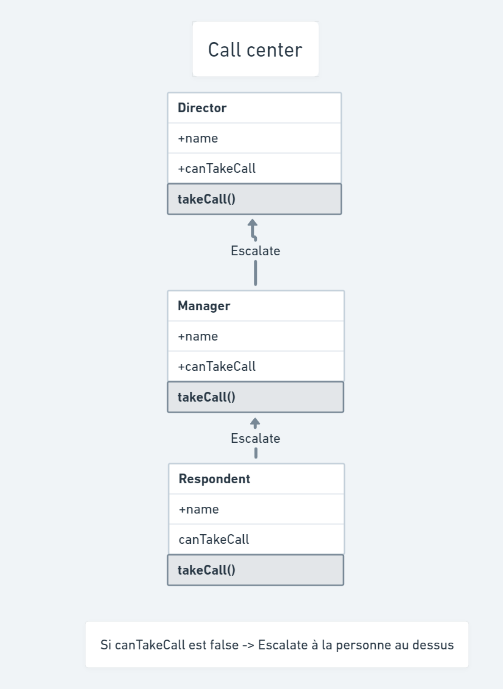 Call center
Director
+name
+canTakeCall
takeCall()
Escalate
Manager
+name
+canTakeCall
takeCall()
Escalate
Respondent
+name
canTakeCall
takeCall()
Si canTakeCall est false -> Escalate à la personne au dessus